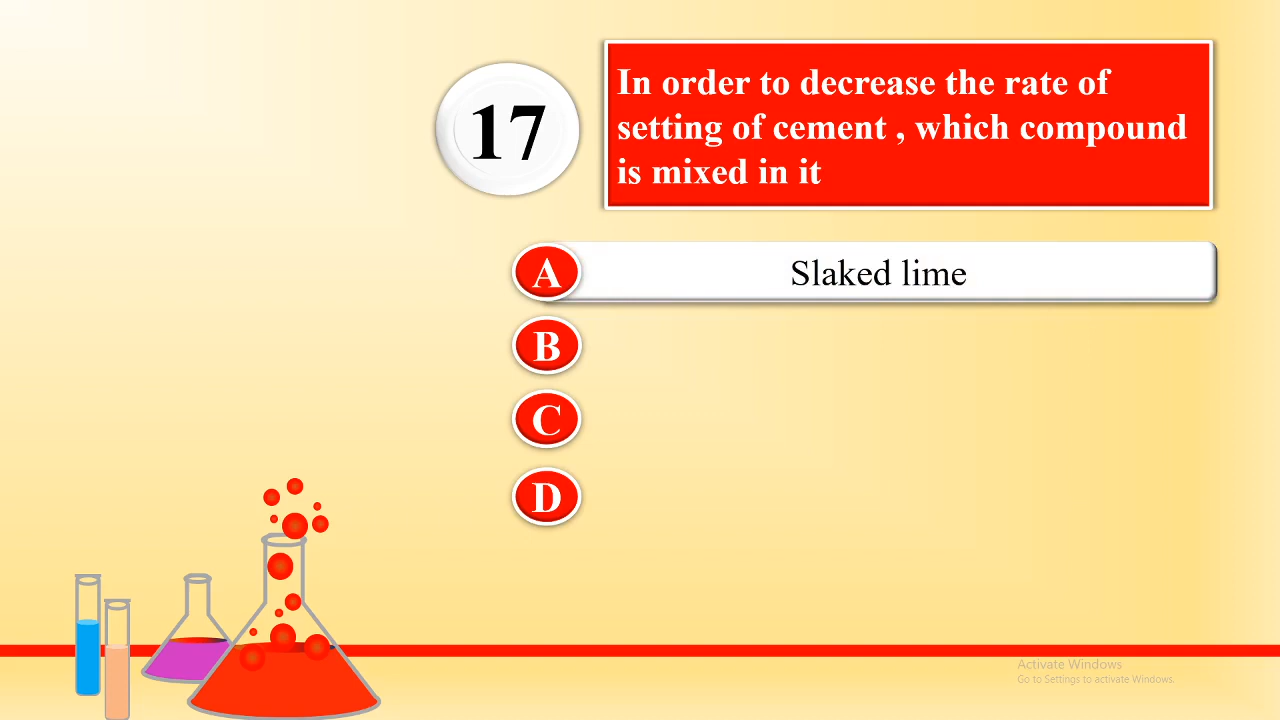 17
In order to decrease the rate of
setting of cement , which compound
is mixed in it
A
Slaked lime
B
C
D
Activate Windows
Go to Settings to activate Windows.